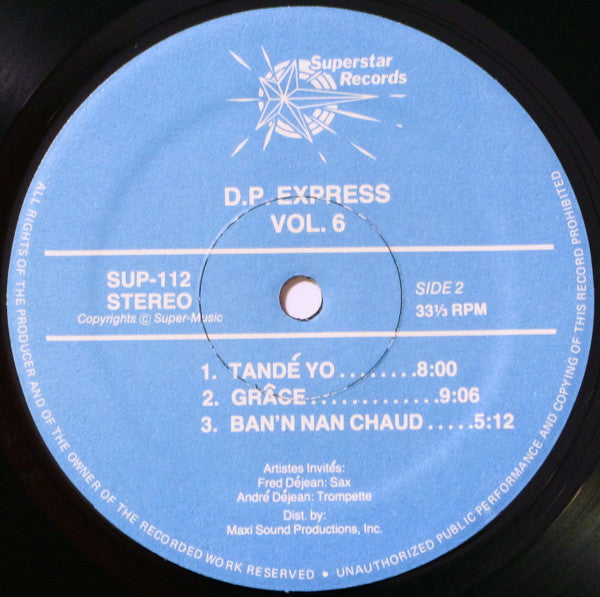 Superstar
Records
D.P. EXPRESS
VOL. 6
SUP-112
STEREO
Copyrights © Super-Music
SIDE 2
33⅓ RPM
1. TANDÉ YO........8:00
2. GRÂCE..............9:06
3. BAN'N NAN CHAUD.....5:12
Artistes Invités:
Fred Déjean: Sax
André Déjean: Trompette
Dist. by:
Maxi Sound Productions, Inc.
ALL RIGHTS OF THE PRODUCER AND OF THE OWNER OF THE RECORDED WORK RESERVED • UNAUTHORIZED PUBLIC PERFORMANCE AND COPYING OF THIS RECORD PROHIBITED